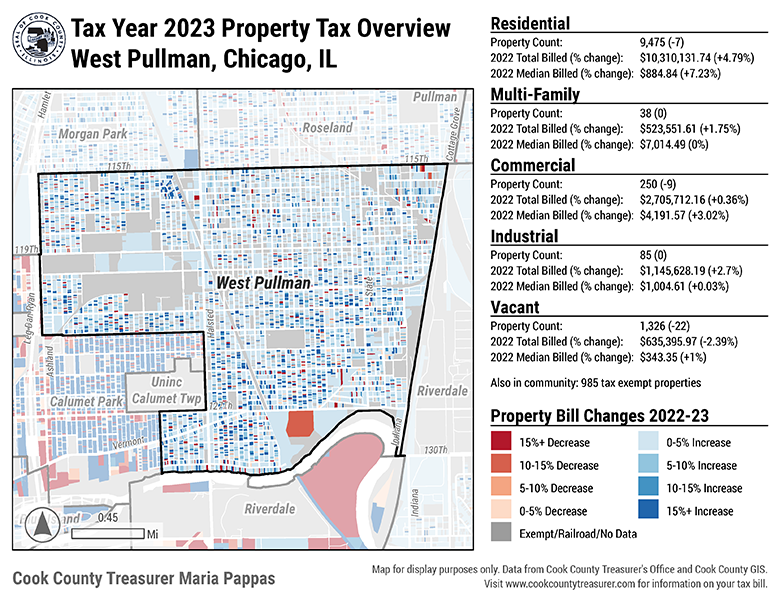 Tax Year 2023 Property Tax Overview
West Pullman, Chicago, IL
Residential
Property Count: 9,475 (-7)
2022 Total Billed (% change): $10,310,131.74 (+4.79%)
2022 Median Billed (% change): $884.84 (+7.23%)
Multi-Family
Property Count: 38 (0)
2022 Total Billed (% change): $523,551.61 (+1.75%)
2022 Median Billed (% change): $7,014.49 (0%)
Commercial
Property Count: 250 (-9)
2022 Total Billed (% change): $2,705,712.16 (+0.36%)
2022 Median Billed (% change): $4,191.57 (+3.02%)
Industrial
Property Count: 85 (0)
2022 Total Billed (% change): $1,145,628.19 (+2.7%)
2022 Median Billed (% change): $1,004.61 (+0.03%)
Vacant
Property Count: 1,326 (-22)
2022 Total Billed (% change): $635,395.97 (-2.39%)
2022 Median Billed (% change): $343.35 (+1%)
Also in community: 985 tax exempt properties
Property Bill Changes 2022-23
15%+ Decrease
10-15% Decrease
5-10% Decrease
0-5% Decrease
0-5% Increase
5-10% Increase
10-15% Increase
15%+ Increase
Exempt/Railroad/No Data
Hamlet
Pullman
Morgan Park
Roseland
Cottage Grove
115Th
115Th
119Th
West Pullman
State
Halsted
Leg Dan Ryan
Ashland
Uninc
Calumet Twp
Calumet Park
Riverdale
Vermont
Indiana
130Th
Indiana
Riverdale
Island
0.45
Mi
Cook County Treasurer Maria Pappas
Map for display purposes only. Data from Cook County Treasurer's Office and Cook County GIS.
Visit www.cookcountytreasurer.com for information on your tax bill.